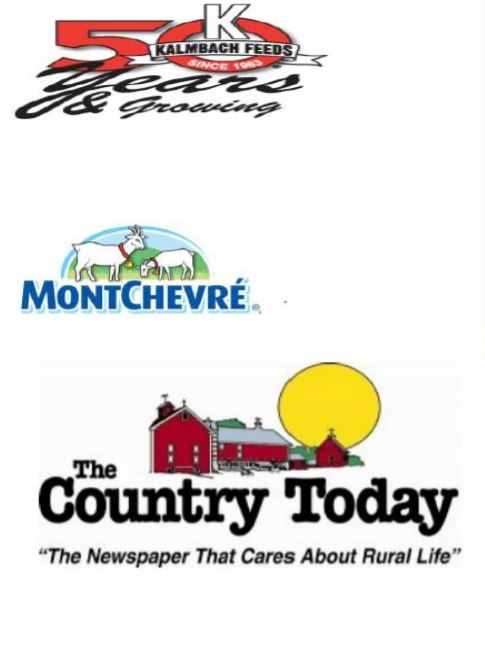 50
K
KALMBACH FEEDS
SINCE 1963
Years
& Growing
MONTCHEVRÉ®
The
Country Today
“The Newspaper That Cares About Rural Life”